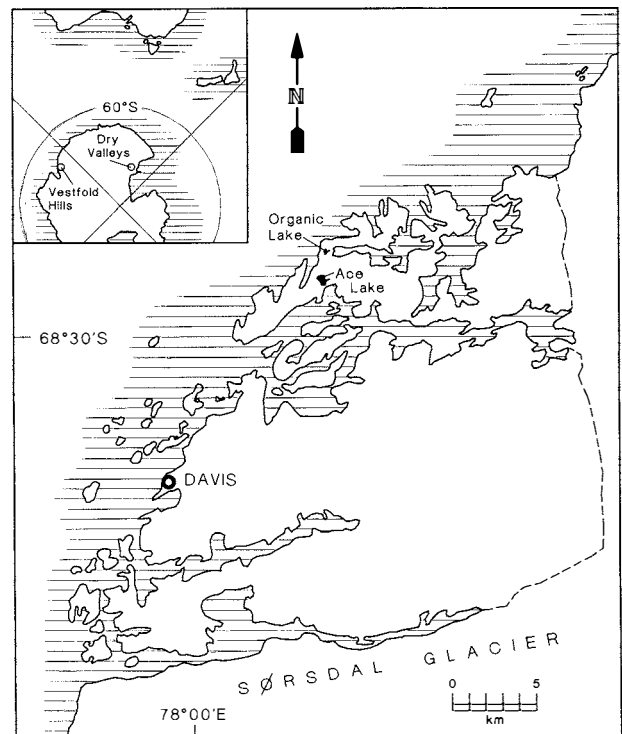 60°S
Dry
Valleys
Vestfold
Hills
N
Organic
Lake
Ace
Lake
68°30'S
DAVIS
SØRSDAL GLACIER
0 5
km
78°00'E